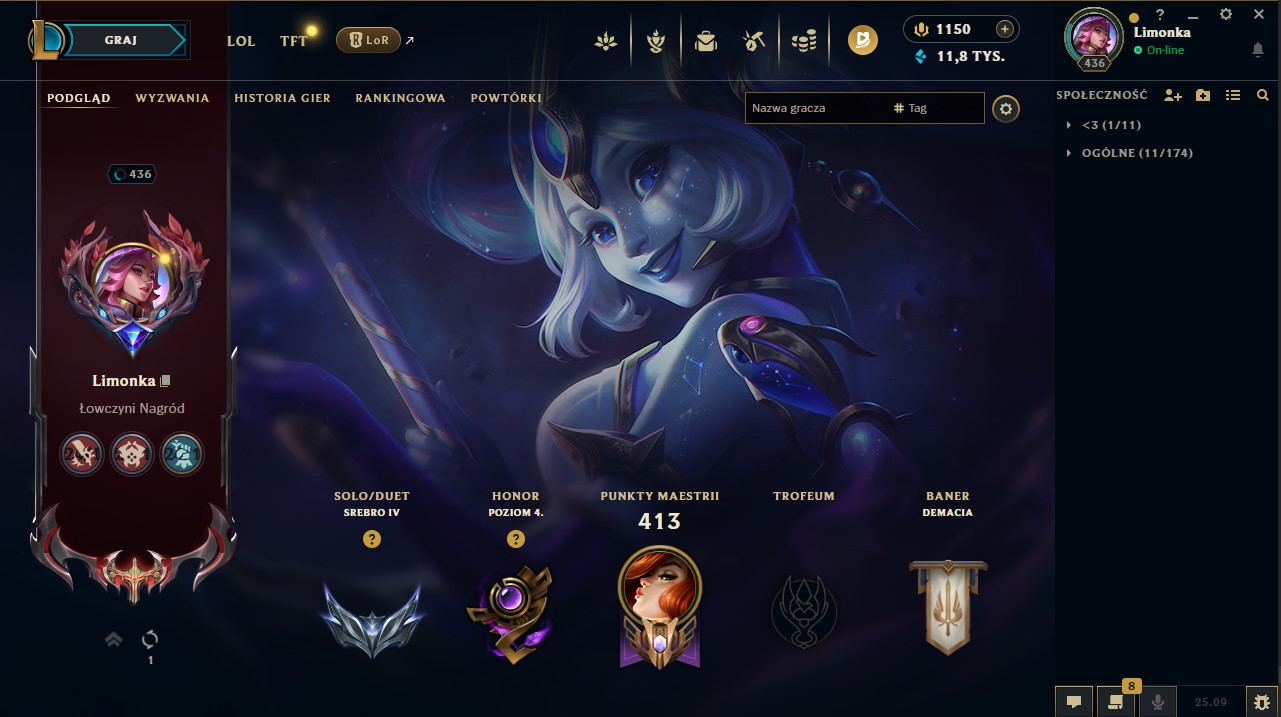 GRAJ
LOL
TFT
LoR
1150
11,8 TYS.
?
Limonka
On-line
436
PODGLĄD
WYZWANIA
HISTORIA GIER
RANKINGOWA
POWTÓRKI
Nazwa gracza
# Tag
SPOŁECZNOŚĆ
<3 (1/11)
OGÓLNE (11/174)
436
Limonka
Łowczyni Nagród
SOLO/DUET
SREBRO IV
?
HONOR
POZIOM 4.
?
PUNKTY MAESTRII
413
TROFEUM
BANER
DEMACIA
1
8
25.09